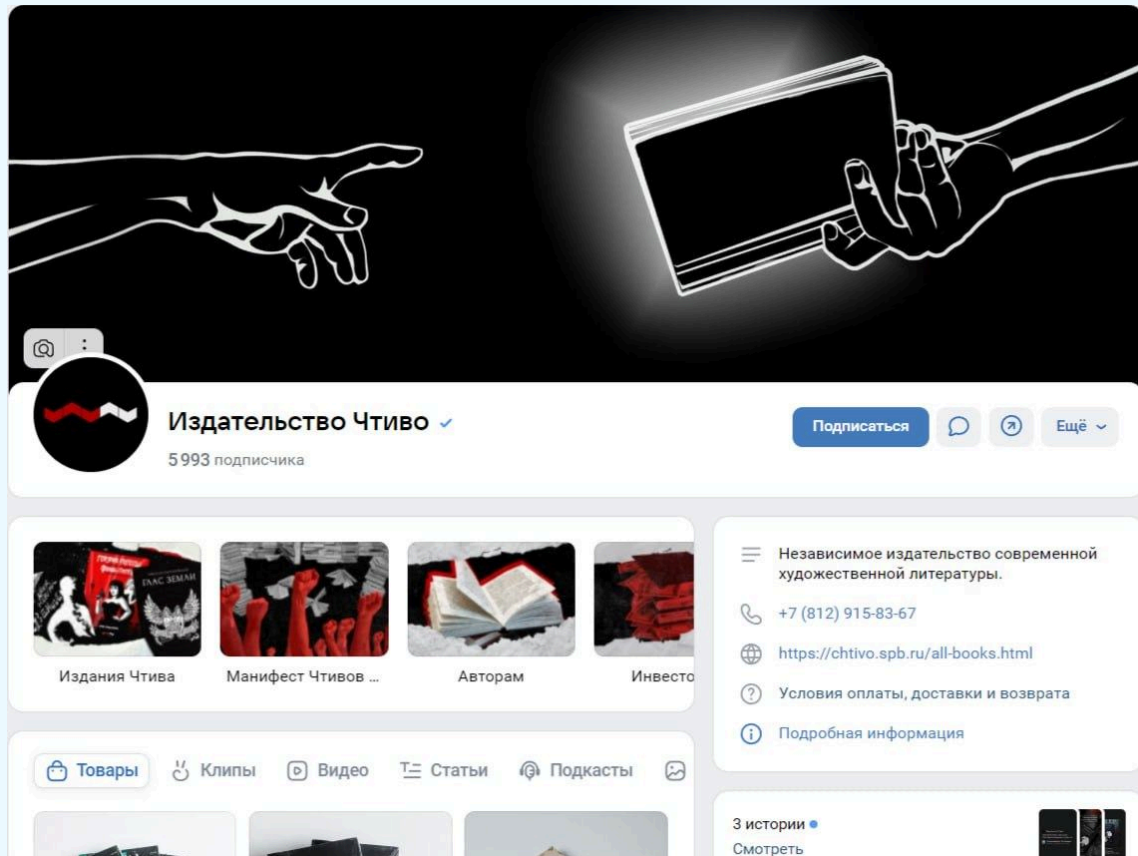 Издательство Чтиво
5 993 подписчика
Подписаться
Ещё
ГЛАС ЗЕМЛИ
Издания Чтива
Манифест Чтивов ...
Авторам
Инвесто
Независимое издательство современной
художественной литературы.
+7 (812) 915-83-67
https://chtivo.spb.ru/all-books.html
Условия оплаты, доставки и возврата
Подробная информация
Товары
Клипы
Видео
Статьи
Подкасты
3 истории
Смотреть